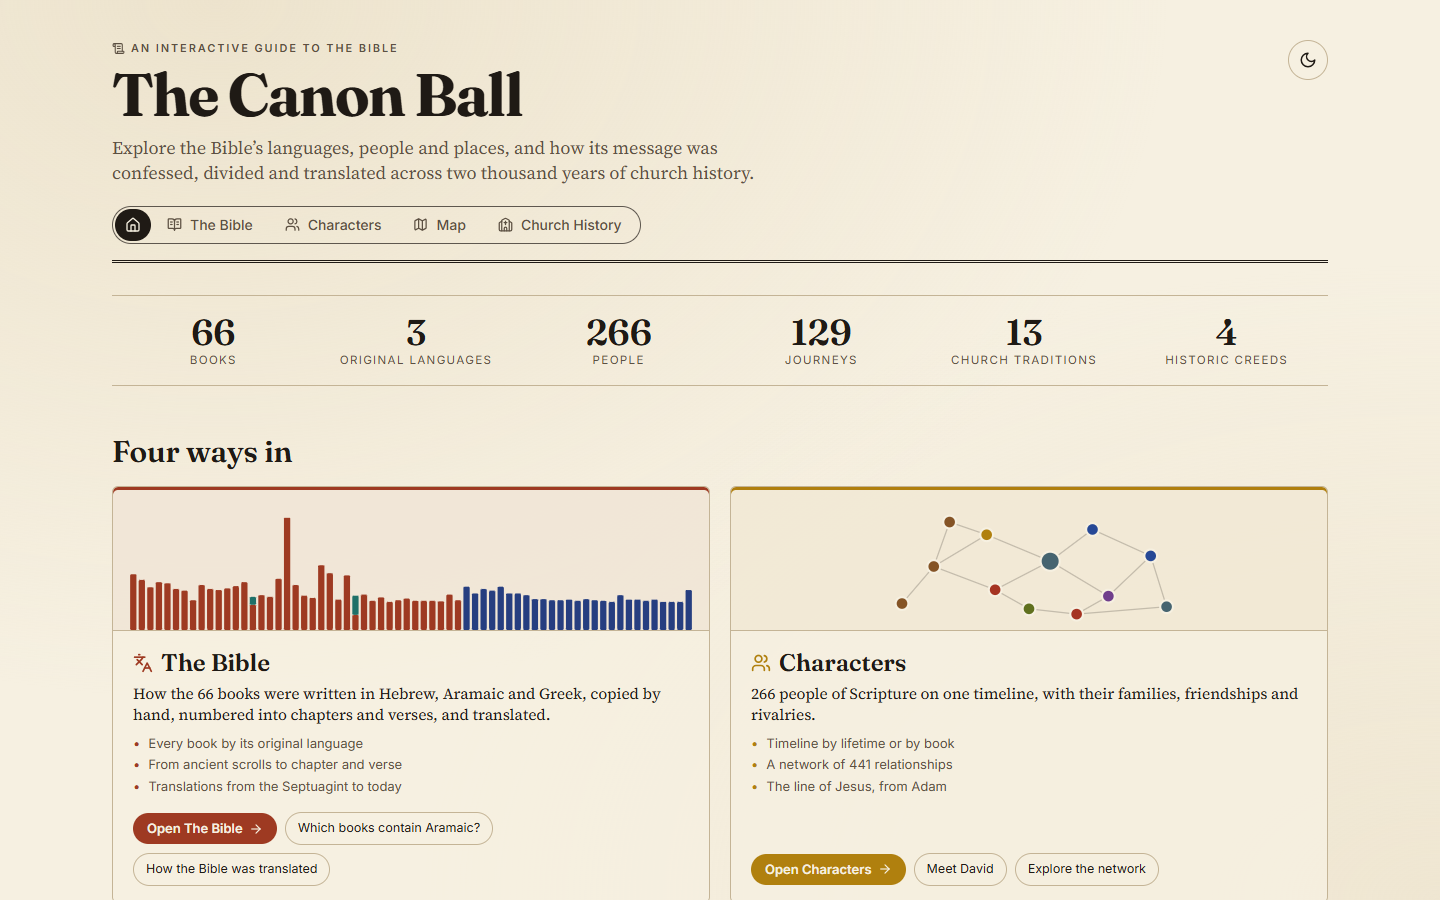 AN INTERACTIVE GUIDE TO THE BIBLE
The Canon Ball
Explore the Bible’s languages, people and places, and how its message was
confessed, divided and translated across two thousand years of church history.
The Bible
Characters
Map
Church History
66
BOOKS
3
ORIGINAL LANGUAGES
266
PEOPLE
129
JOURNEYS
13
CHURCH TRADITIONS
4
HISTORIC CREEDS
Four ways in
The Bible
How the 66 books were written in Hebrew, Aramaic and Greek, copied by
hand, numbered into chapters and verses, and translated.
• Every book by its original language
• From ancient scrolls to chapter and verse
• Translations from the Septuagint to today
Open The Bible →
Which books contain Aramaic?
How the Bible was translated
Characters
266 people of Scripture on one timeline, with their families, friendships and
rivalries.
• Timeline by lifetime or by book
• A network of 441 relationships
• The line of Jesus, from Adam
Open Characters →
Meet David
Explore the network